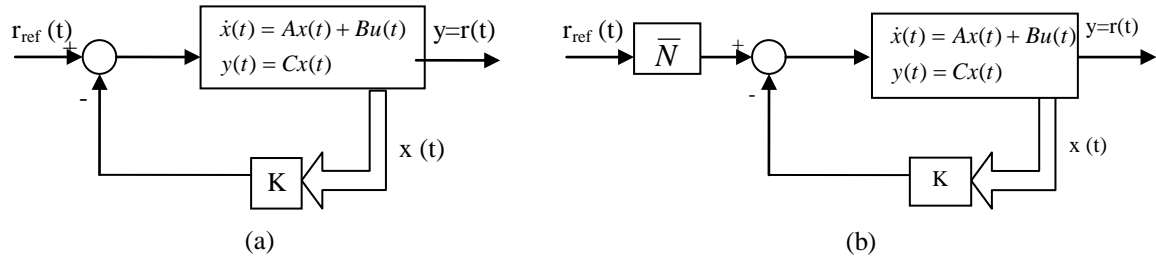 r_ref (t)
+
-
ẋ(t) = Ax(t) + Bu(t)
y(t) = Cx(t)
y=r(t)
x (t)
K
(a)
r_ref (t)
N̅
+
-
ẋ(t) = Ax(t) + Bu(t)
y(t) = Cx(t)
y=r(t)
x (t)
K
(b)